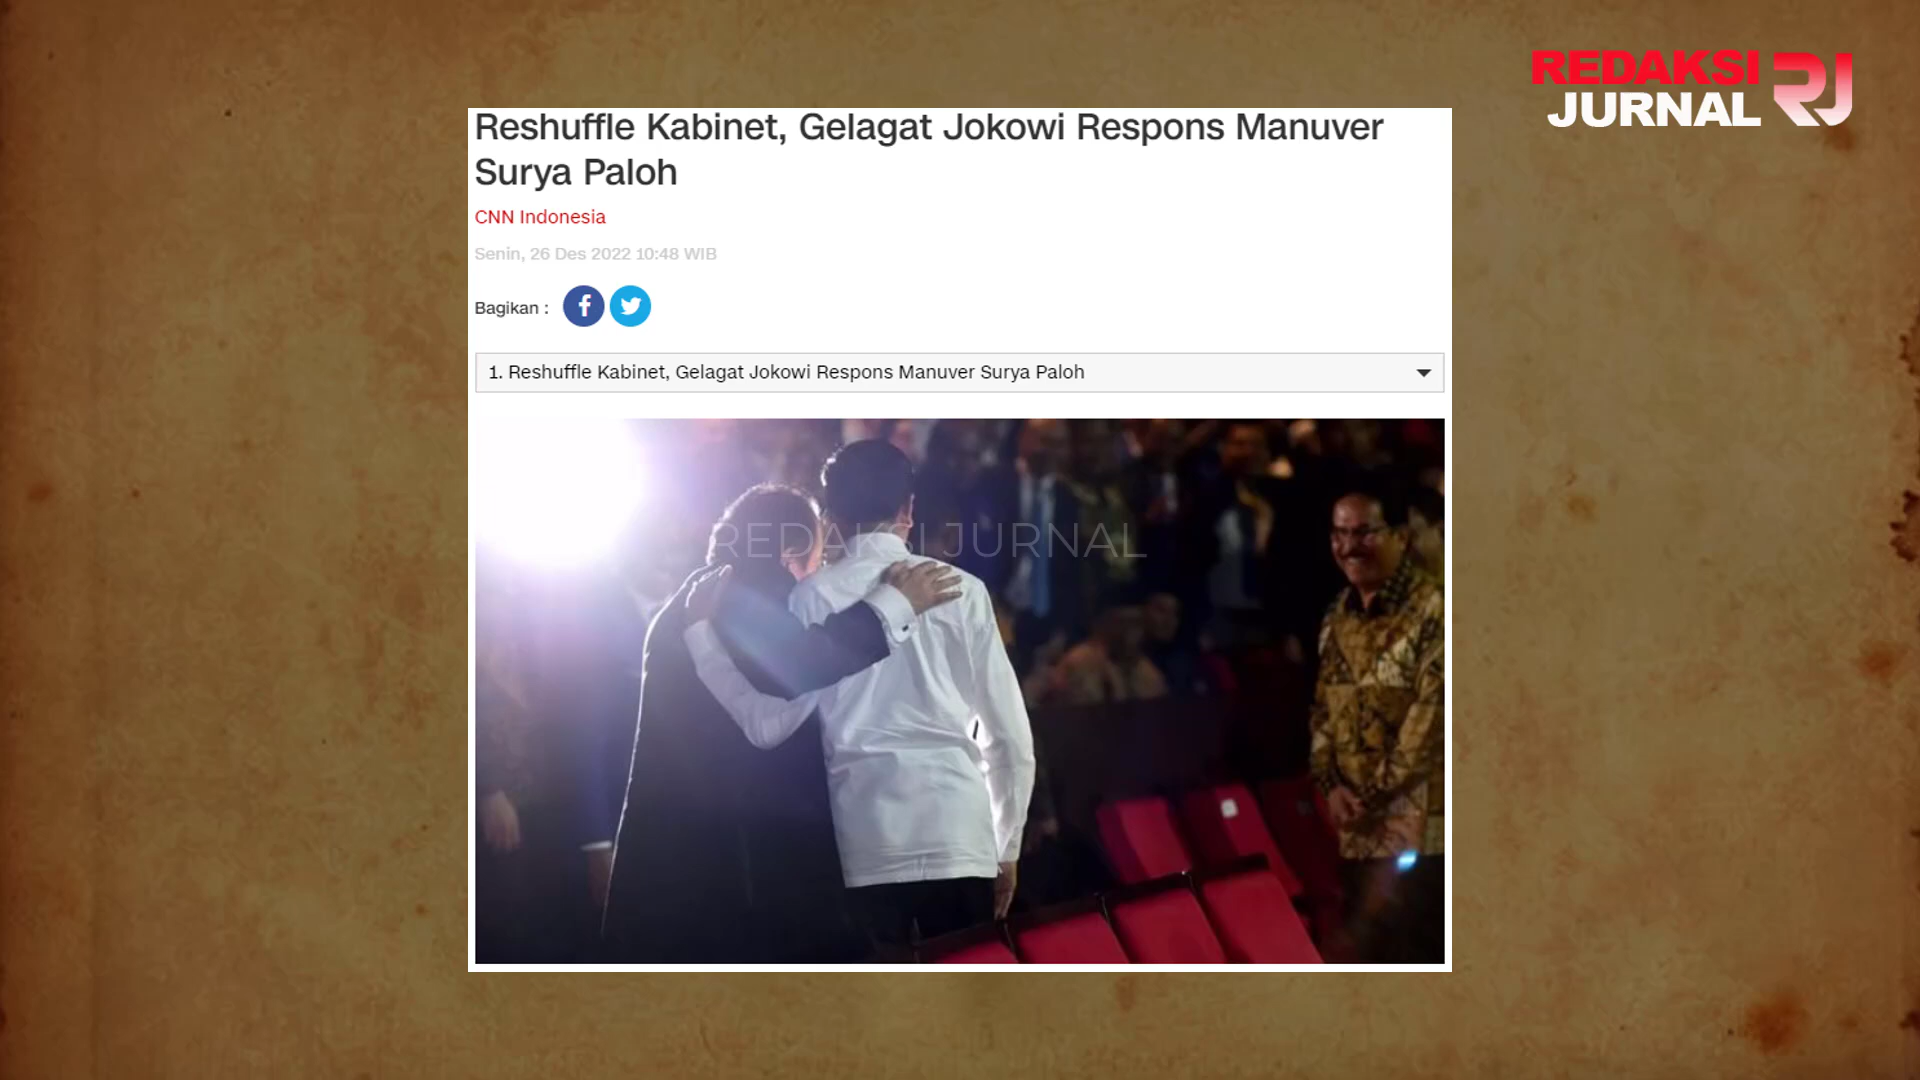 REDAKSI
JURNAL
Reshuffle Kabinet, Gelagat Jokowi Respons Manuver
Surya Paloh
CNN Indonesia
Senin, 26 Des 2022 10:48 WIB
Bagikan :
1. Reshuffle Kabinet, Gelagat Jokowi Respons Manuver Surya Paloh
REDAKSI JURNAL